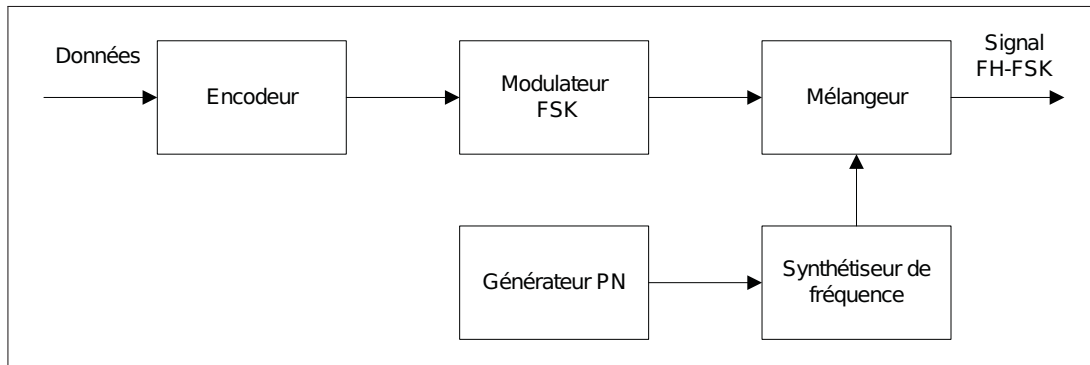 Données
Encodeur
Modulateur
FSK
Mélangeur
Signal
FH-FSK
Générateur PN
Synthétiseur de
fréquence